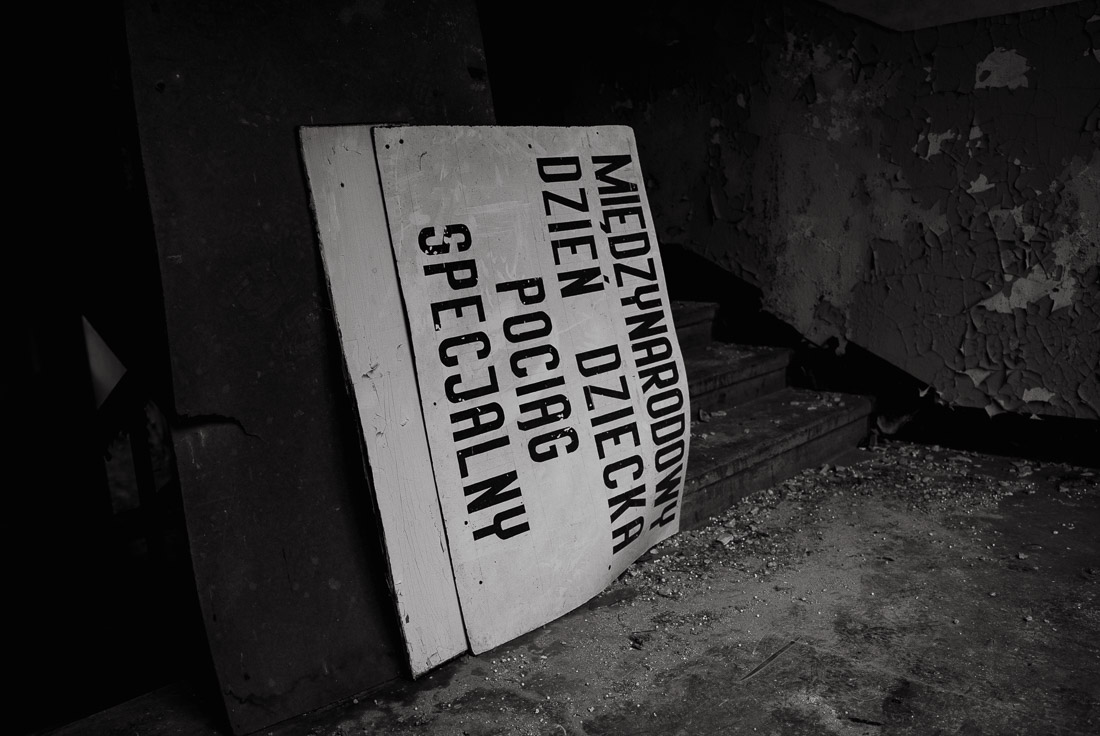 MIĘDZYNARODOWY
DZIEŃ DZIECKA
POCIĄG
SPECJALNY